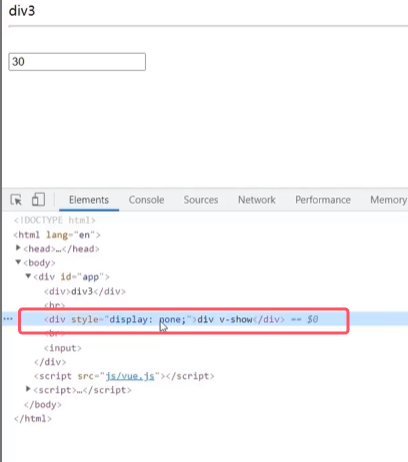 div3
30
Elements Console Sources Network Performance Memory
<!DOCTYPE html>
<html lang="en">
▶<head>…</head>
▼<body>
▼<div id="app">
<div>div3</div>
<hr>
<div style="display: none;">div v-show</div> == $0
<br>
<input>
</div>
<script src="js/vue.js"></script>
▶<script>…</script>
</body>
</html>